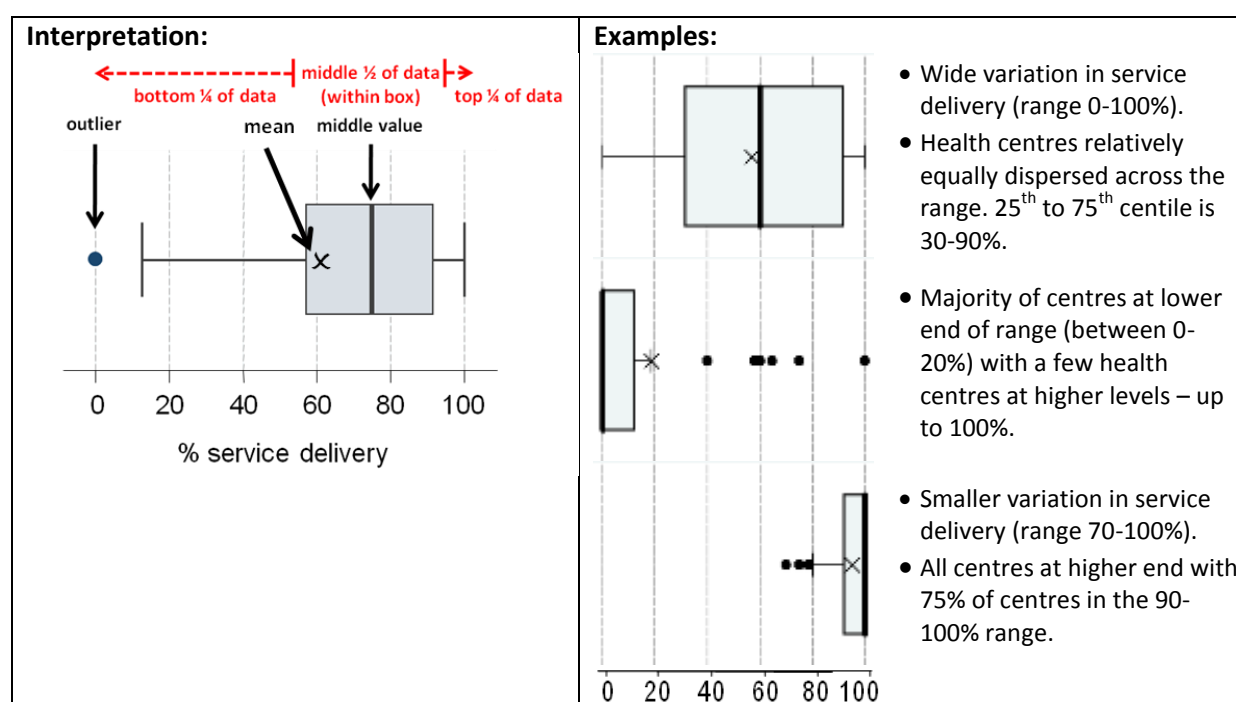 Interpretation:
middle ½ of data
bottom ¼ of data
(within box)
top ¼ of data
outlier
mean
middle value
0 20 40 60 80 100
% service delivery
Examples:
• Wide variation in service
delivery (range 0-100%).
• Health centres relatively
equally dispersed across the
range. 25th to 75th centile is
30-90%.
• Majority of centres at lower
end of range (between 0-
20%) with a few health
centres at higher levels – up
to 100%.
• Smaller variation in service
delivery (range 70-100%).
• All centres at higher end with
75% of centres in the 90-
100% range.
0 20 40 60 80 100